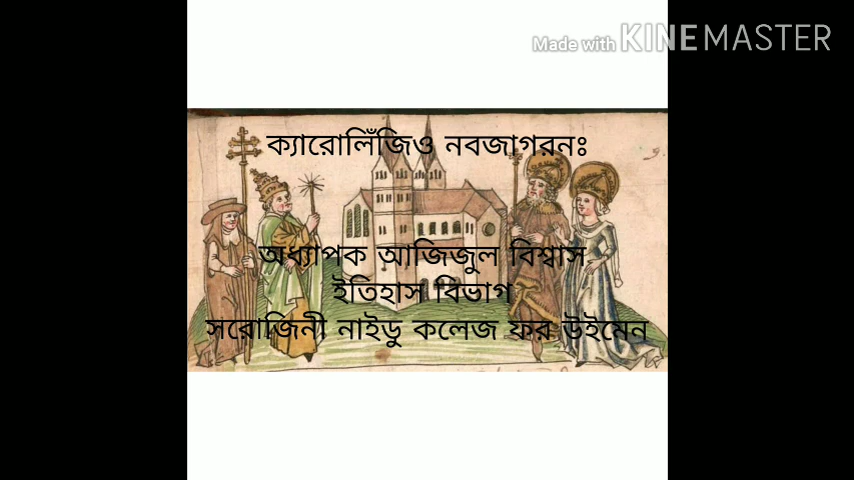 Made with KINEMASTER
ক্যারোলিঁজিও নবজাগরনঃ
অধ্যাপক আজিজুল বিশ্বাস
ইতিহাস বিভাগ
সরোজিনী নাইডু কলেজ ফর উইমেন